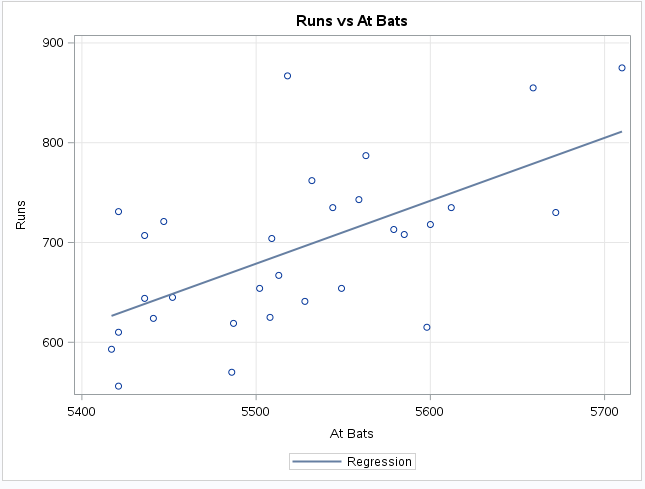 Runs vs At Bats
900
800
700
600
Runs
5400 5500 5600 5700
At Bats
Regression